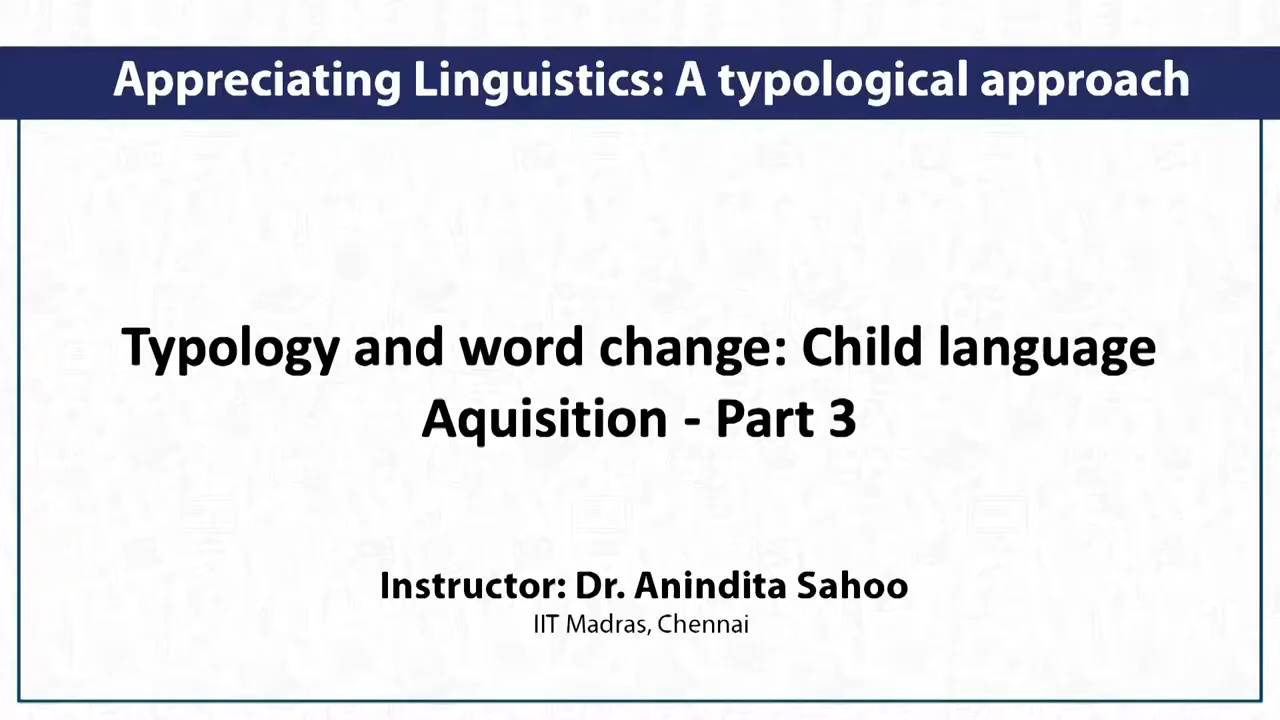 Appreciating Linguistics: A typological approach
Typology and word change: Child language
Aquisition - Part 3
Instructor: Dr. Anindita Sahoo
IIT Madras, Chennai